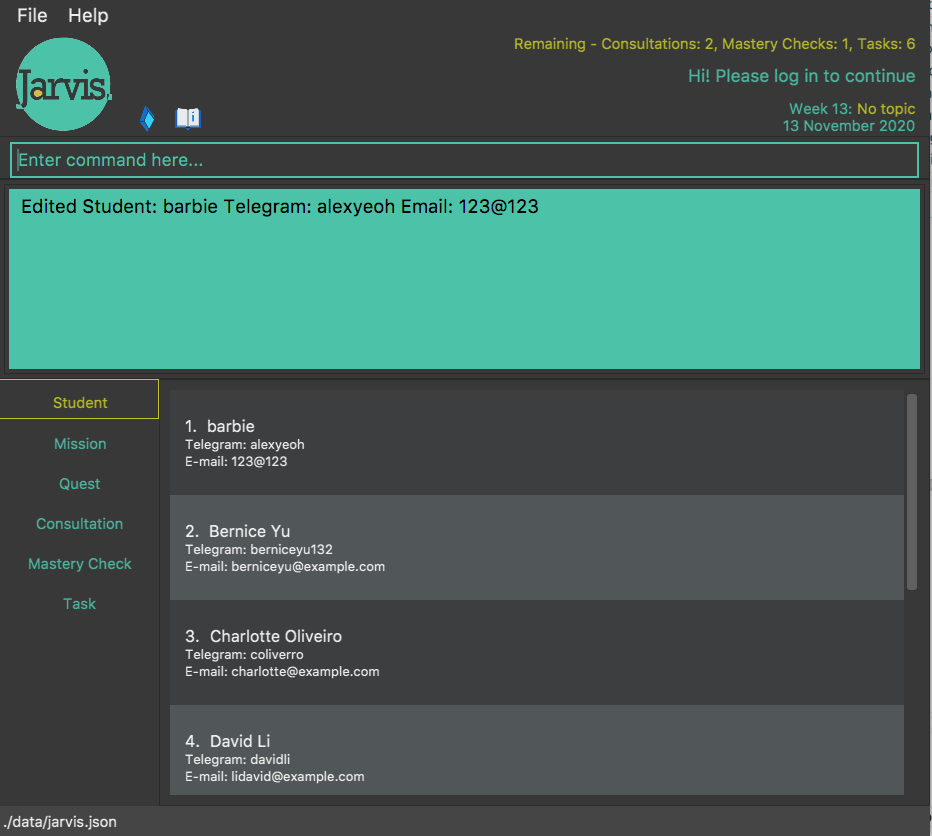 File Help
Remaining - Consultations: 2, Mastery Checks: 1, Tasks: 6
Jarvis.
Hi! Please log in to continue
Week 13: No topic
13 November 2020
Enter command here...
Edited Student: barbie Telegram: alexyeoh Email: 123@123
Student
Mission
Quest
Consultation
Mastery Check
Task
1. barbie
Telegram: alexyeoh
E-mail: 123@123
2. Bernice Yu
Telegram: berniceyu132
E-mail: berniceyu@example.com
3. Charlotte Oliveiro
Telegram: coliverro
E-mail: charlotte@example.com
4. David Li
Telegram: davidli
E-mail: lidavid@example.com
./data/jarvis.json